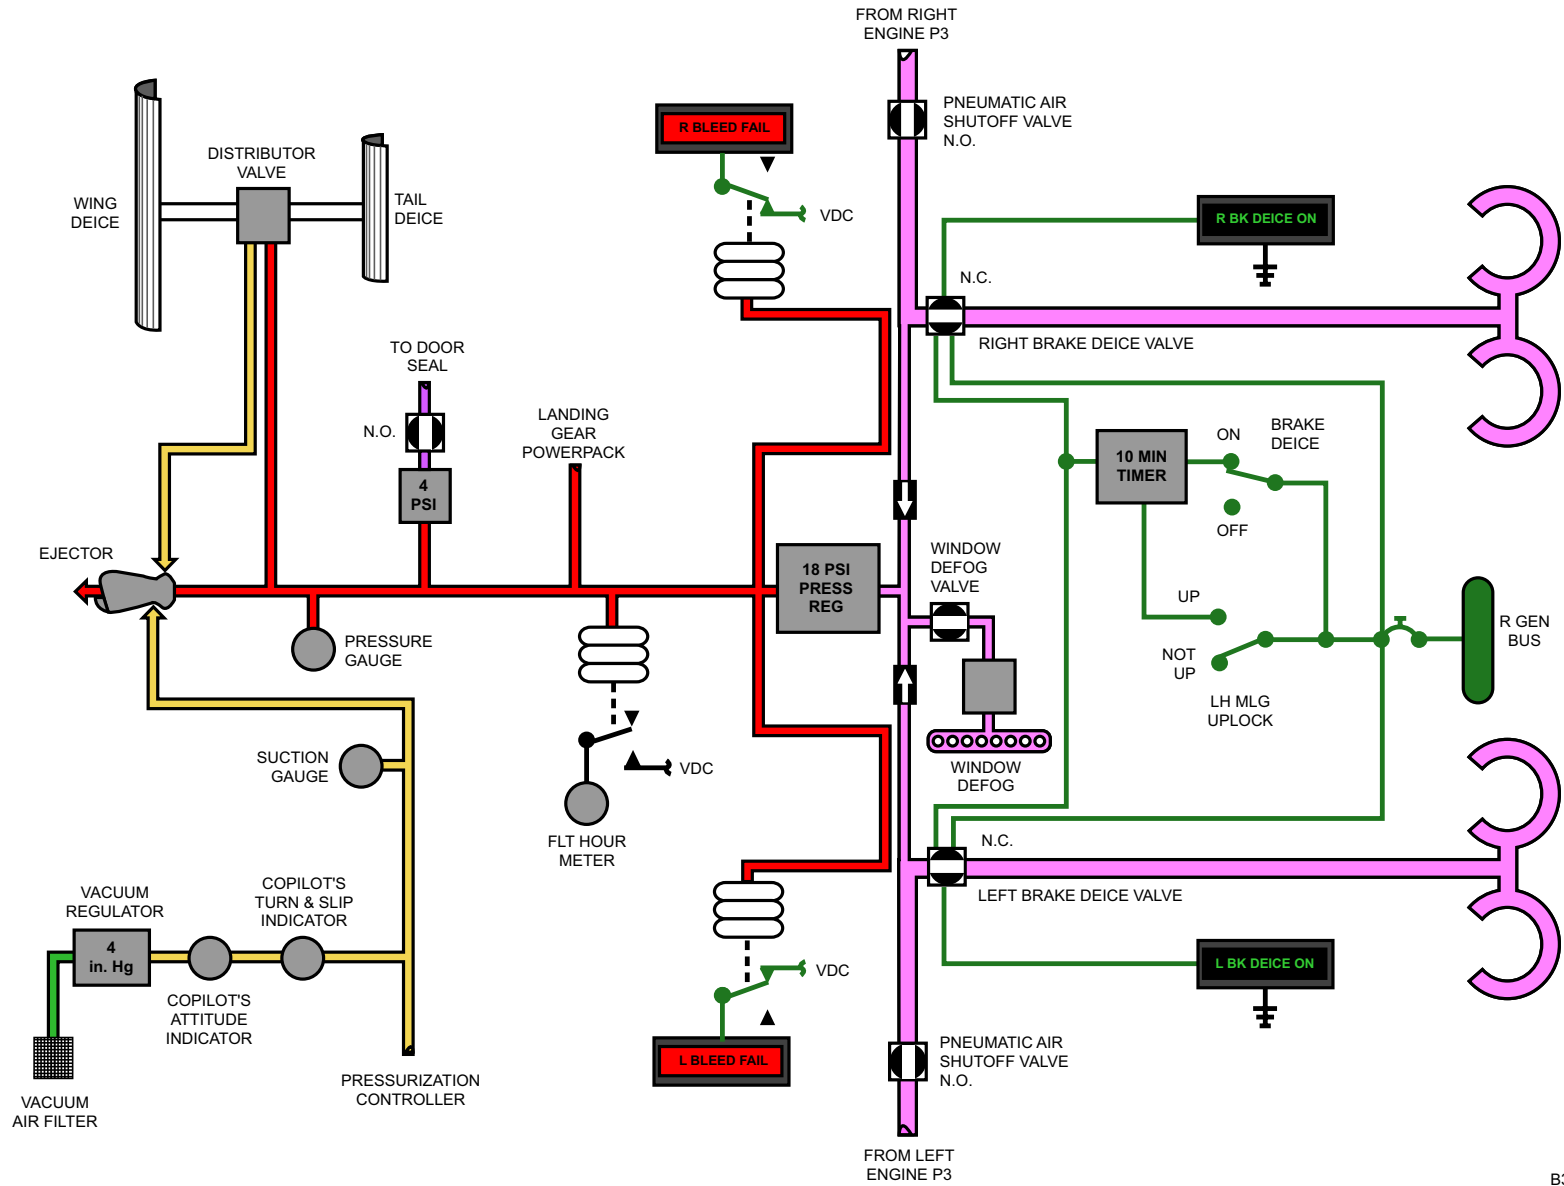 FROM RIGHT
ENGINE P3
PNEUMATIC AIR
SHUTOFF VALVE
N.O.
R BLEED FAIL
DISTRIBUTOR
VALVE
WING
DEICE
TAIL
DEICE
VDC
R BK DEICE ON
N.C.
RIGHT BRAKE DEICE VALVE
TO DOOR
SEAL
N.O.
4
PSI
LANDING
GEAR
POWERPACK
10 MIN
TIMER
ON
BRAKE
DEICE
OFF
EJECTOR
18 PSI
PRESS
REG
WINDOW
DEFOG
VALVE
UP
NOT
UP
LH MLG
UPLOCK
R GEN
BUS
PRESSURE
GAUGE
SUCTION
GAUGE
VDC
FLT HOUR
METER
WINDOW
DEFOG
N.C.
LEFT BRAKE DEICE VALVE
VACUUM
REGULATOR
4
in. Hg
COPILOT'S
TURN & SLIP
INDICATOR
COPILOT'S
ATTITUDE
INDICATOR
VDC
L BLEED FAIL
L BK DEICE ON
PNEUMATIC AIR
SHUTOFF VALVE
N.O.
PRESSURIZATION
CONTROLLER
VACUUM
AIR FILTER
FROM LEFT
ENGINE P3